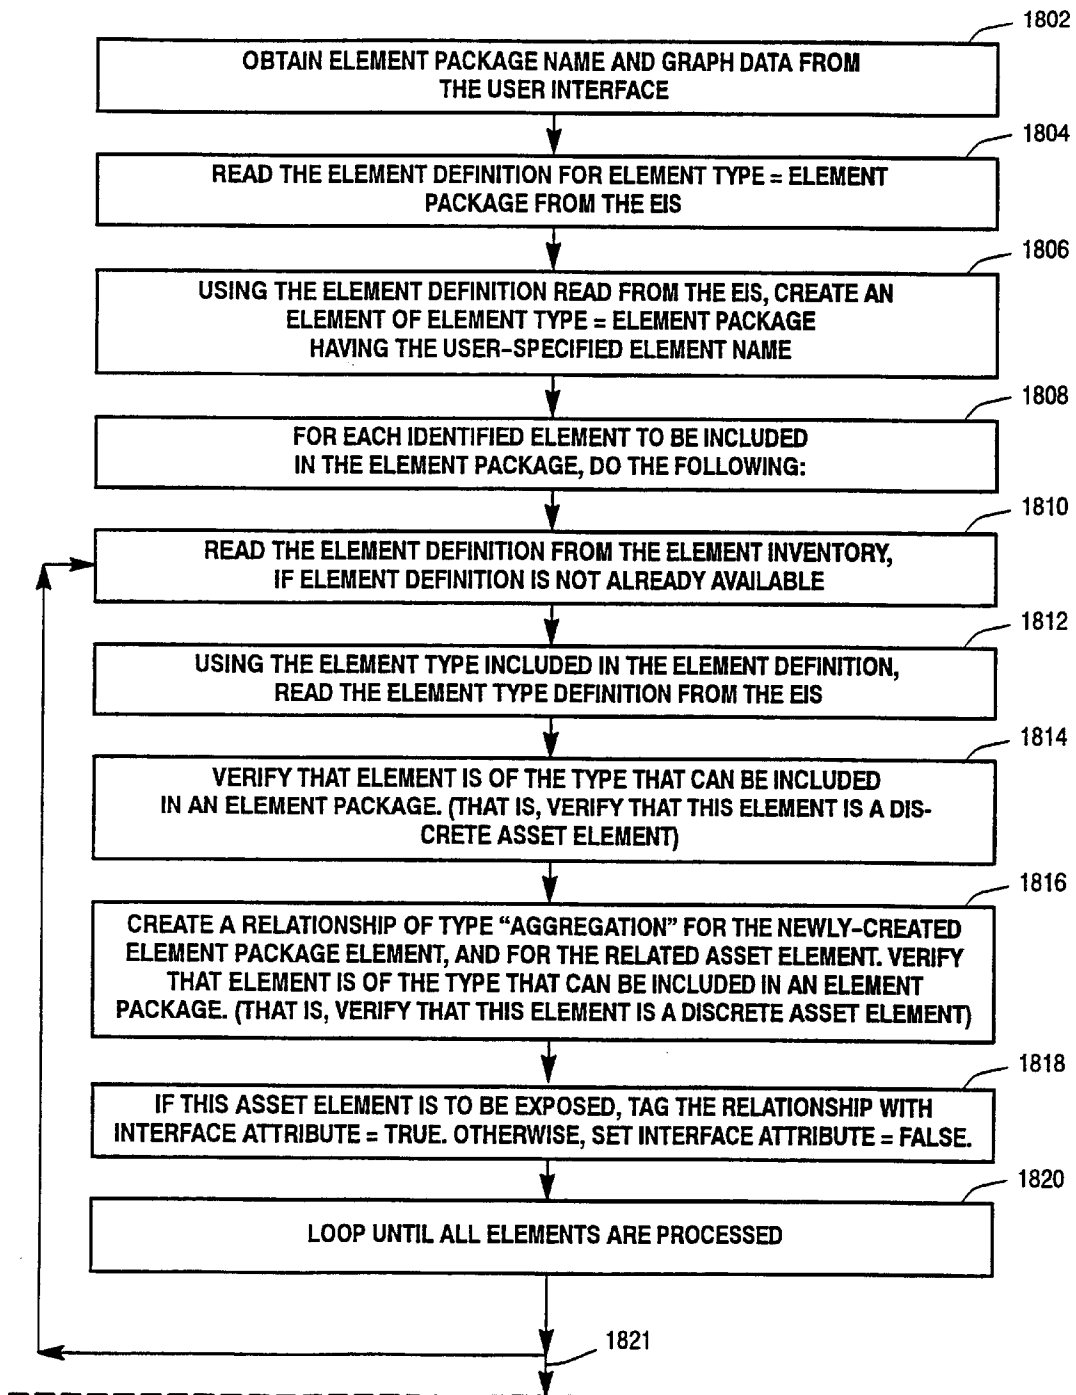 1802
OBTAIN ELEMENT PACKAGE NAME AND GRAPH DATA FROM
THE USER INTERFACE
1804
READ THE ELEMENT DEFINITION FOR ELEMENT TYPE = ELEMENT
PACKAGE FROM THE EIS
1806
USING THE ELEMENT DEFINITION READ FROM THE EIS, CREATE AN
ELEMENT OF ELEMENT TYPE = ELEMENT PACKAGE
HAVING THE USER-SPECIFIED ELEMENT NAME
1808
FOR EACH IDENTIFIED ELEMENT TO BE INCLUDED
IN THE ELEMENT PACKAGE, DO THE FOLLOWING:
1810
READ THE ELEMENT DEFINITION FROM THE ELEMENT INVENTORY,
IF ELEMENT DEFINITION IS NOT ALREADY AVAILABLE
1812
USING THE ELEMENT TYPE INCLUDED IN THE ELEMENT DEFINITION,
READ THE ELEMENT TYPE DEFINITION FROM THE EIS
1814
VERIFY THAT ELEMENT IS OF THE TYPE THAT CAN BE INCLUDED
IN AN ELEMENT PACKAGE. (THAT IS, VERIFY THAT THIS ELEMENT IS A DIS-
CRETE ASSET ELEMENT)
1816
CREATE A RELATIONSHIP OF TYPE “AGGREGATION” FOR THE NEWLY-CREATED
ELEMENT PACKAGE ELEMENT, AND FOR THE RELATED ASSET ELEMENT. VERIFY
THAT ELEMENT IS OF THE TYPE THAT CAN BE INCLUDED IN AN ELEMENT
PACKAGE. (THAT IS, VERIFY THAT THIS ELEMENT IS A DISCRETE ASSET ELEMENT)
1818
IF THIS ASSET ELEMENT IS TO BE EXPOSED, TAG THE RELATIONSHIP WITH
INTERFACE ATTRIBUTE = TRUE. OTHERWISE, SET INTERFACE ATTRIBUTE = FALSE.
1820
LOOP UNTIL ALL ELEMENTS ARE PROCESSED
1821